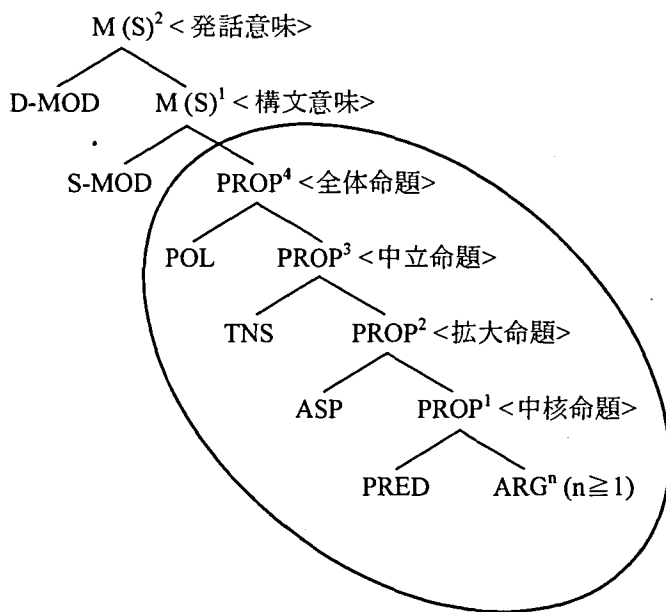 M (S)² <発話意味>
D-MOD M (S)¹ <構文意味>
S-MOD PROP⁴ <全体命題>
POL PROP³ <中立命題>
TNS PROP² <拡大命題>
ASP PROP¹ <中核命題>
PRED ARGⁿ (n≧1)